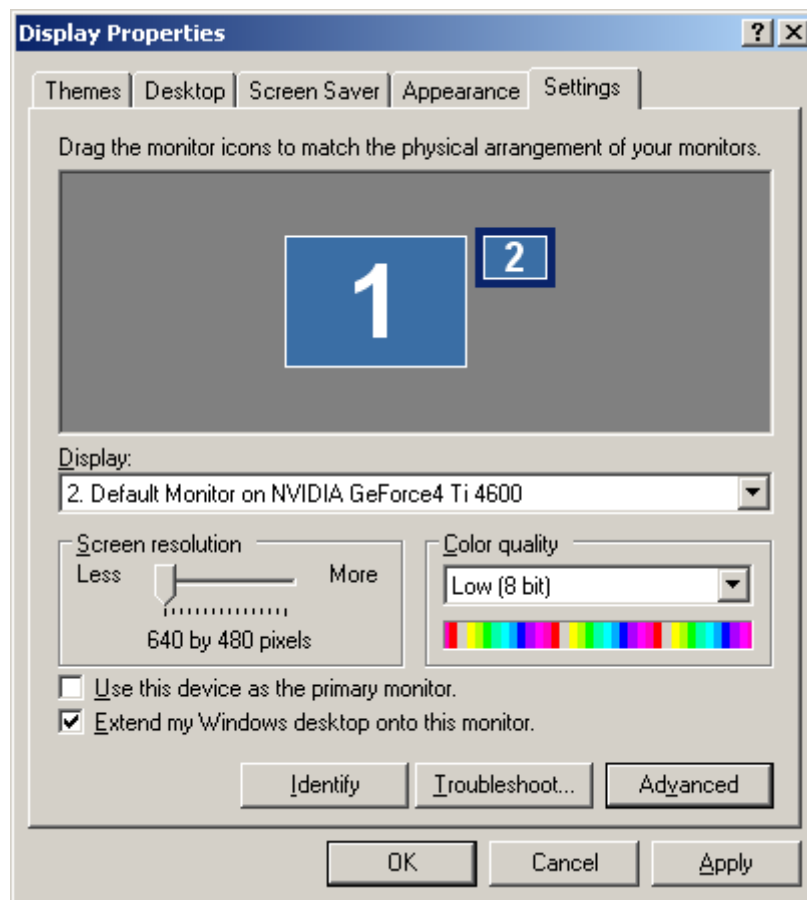 Display Properties
Themes Desktop Screen Saver Appearance Settings
Drag the monitor icons to match the physical arrangement of your monitors.
1 2
Display:
2. Default Monitor on NVIDIA GeForce4 Ti 4600
Screen resolution
Less More
640 by 480 pixels
Color quality
Low (8 bit)
Use this device as the primary monitor.
Extend my Windows desktop onto this monitor.
Identify Troubleshoot... Advanced
OK Cancel Apply